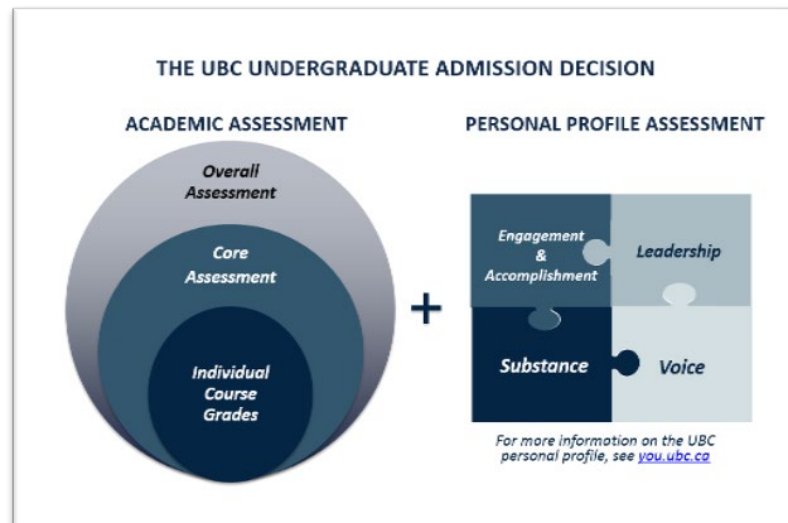 THE UBC UNDERGRADUATE ADMISSION DECISION
ACADEMIC ASSESSMENT
Overall
Assessment
Core
Assessment
Individual
Course
Grades
+
PERSONAL PROFILE ASSESSMENT
Engagement
&
Accomplishment
Leadership
Substance
Voice
For more information on the UBC
personal profile, see you.ubc.ca